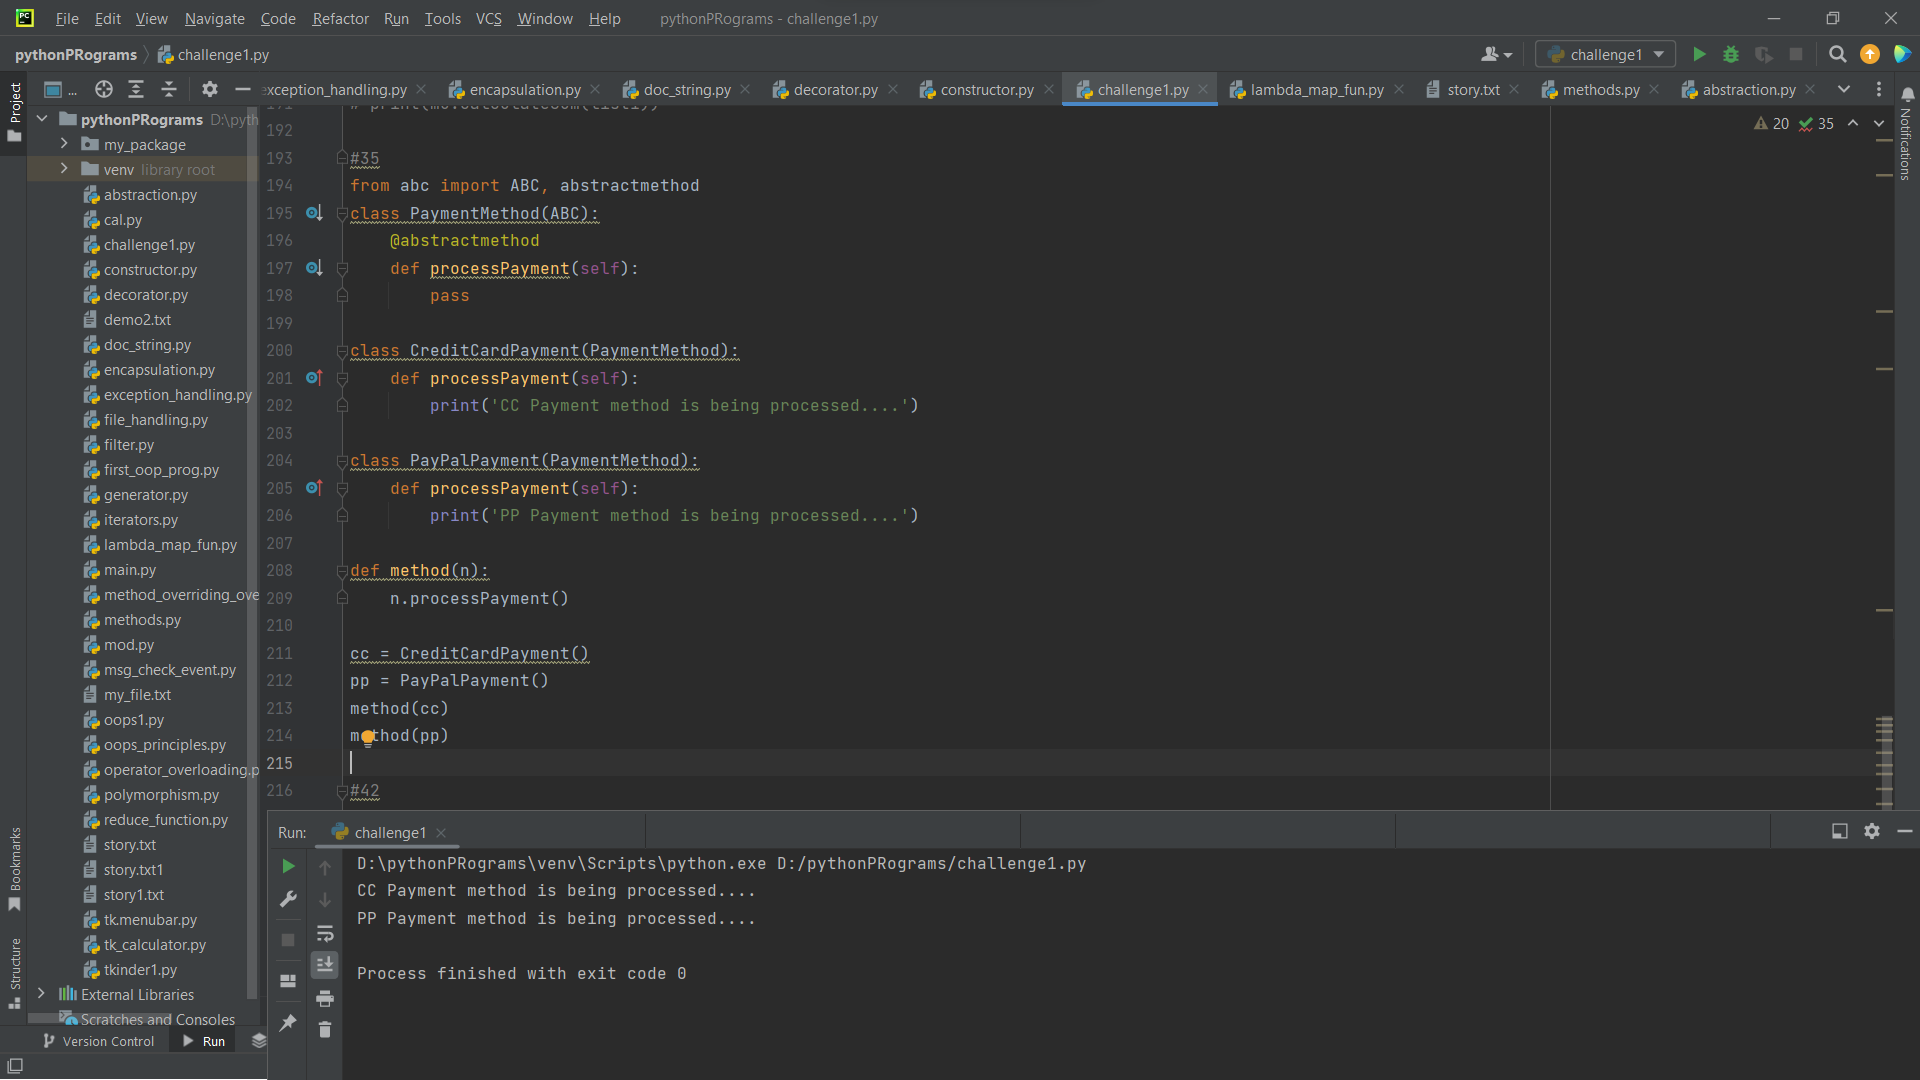 File Edit View Navigate Code Refactor Run Tools VCS Window Help pythonPRograms - challenge1.py
pythonPRograms challenge1.py
challenge1
Project
...
exception_handling.py encapsulation.py doc_string.py decorator.py constructor.py challenge1.py lambda_map_fun.py story.txt methods.py abstraction.py
Notifications
20 35
pythonPRograms D:\pyth
my_package
venv library root
abstraction.py
cal.py
challenge1.py
constructor.py
decorator.py
demo2.txt
doc_string.py
encapsulation.py
exception_handling.py
file_handling.py
filter.py
first_oop_prog.py
generator.py
iterators.py
lambda_map_fun.py
main.py
method_overriding_ove
methods.py
mod.py
msg_check_event.py
my_file.txt
oops1.py
oops_principles.py
operator_overloading.p
polymorphism.py
reduce_function.py
story.txt
story.txt1
story1.txt
tk.menubar.py
tk_calculator.py
tkinder1.py
External Libraries
Scratches and Consoles
Bookmarks
Structure
192
193 #35
194 from abc import ABC, abstractmethod
195 class PaymentMethod(ABC):
196 @abstractmethod
197 def processPayment(self):
198 pass
199
200 class CreditCardPayment(PaymentMethod):
201 def processPayment(self):
202 print('CC Payment method is being processed....')
203
204 class PayPalPayment(PaymentMethod):
205 def processPayment(self):
206 print('PP Payment method is being processed....')
207
208 def method(n):
209 n.processPayment()
210
211 cc = CreditCardPayment()
212 pp = PayPalPayment()
213 method(cc)
214 method(pp)
215
216 #42
Run: challenge1
D:\pythonPRograms\venv\Scripts\python.exe D:/pythonPRograms/challenge1.py
CC Payment method is being processed....
PP Payment method is being processed....
Process finished with exit code 0
Version Control Run